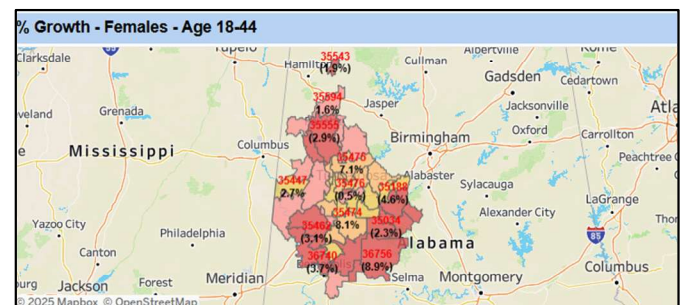 % Growth - Females - Age 18-44
Clarksdale
Tupelo
Albertville
Rome
35543
(1.9%)
Cullman
Gadsden
Cedartown
35594
1.6%
Jasper
Jacksonville
Grenada
35555
(2.9%)
Birmingham
Oxford
Carrollton
Mississippi
Columbus
Peachtree C
7.1%
35447
2.7%
35476
(0.5%)
35188
(4.6%)
Alabaster
Sylacauga
LaGrange
35474
8.1%
Alexander City
Yazoo City
Philadelphia
35462
(3.1%)
35034
(2.3%)
85
Canton
Alabama
36740
(3.7%)
36756
(8.9%)
Columbus
Jackson
Forest
Meridian
Selma
Montgomery
© 2025 Mapbox © OpenStreetMap